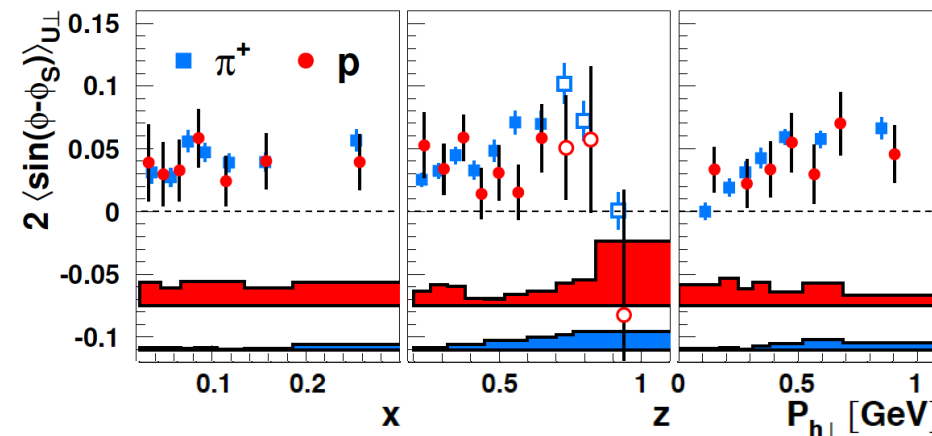 2 ⟨sin(ϕ-ϕS)⟩U⊥
0.15
0.1
0.05
0
-0.05
-0.1
π+ p
0.1 0.2
0.5 1
0 0.5 1
x
z
Ph⊥ [GeV]